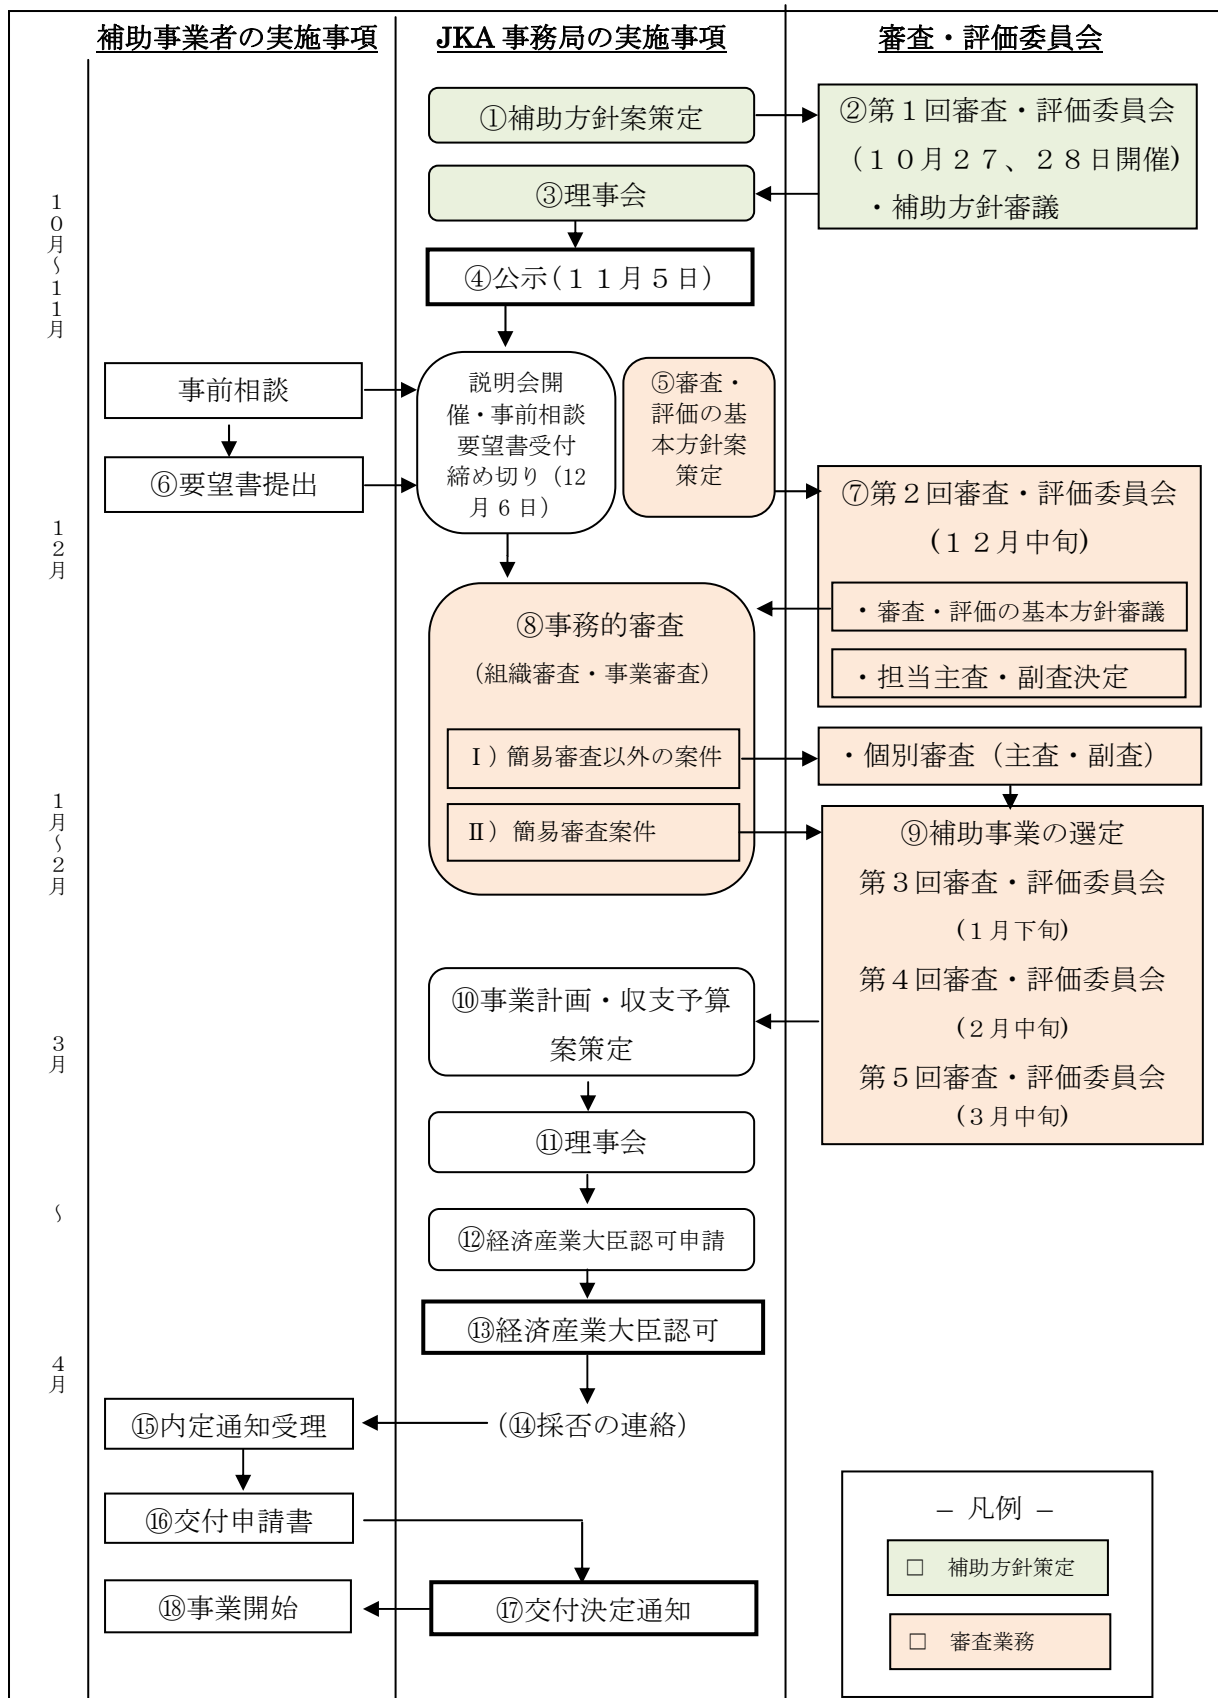 補助事業者の実施事項
JKA 事務局の実施事項
審査・評価委員会
10月～11月
12月
1月～2月
3月
～
4月
①補助方針案策定
②第１回審査・評価委員会
（１０月２７、２８日開催）
・補助方針審議
③理事会
④公示（１１月５日）
事前相談
説明会開
催・事前相談
要望書受付
締め切り（12
月６日）
⑤審査・
評価の基
本方針案
策定
⑥要望書提出
⑦第２回審査・評価委員会
（１２月中旬）
・審査・評価の基本方針審議
・担当主査・副査決定
⑧事務的審査
（組織審査・事業審査）
Ⅰ）簡易審査以外の案件
Ⅱ）簡易審査案件
・個別審査（主査・副査）
⑨補助事業の選定
第３回審査・評価委員会
（１月下旬）
第４回審査・評価委員会
（２月中旬）
第５回審査・評価委員会
（３月中旬）
⑩事業計画・収支予算
案策定
⑪理事会
⑫経済産業大臣認可申請
⑬経済産業大臣認可
（⑭採否の連絡）
⑮内定通知受理
⑯交付申請書
⑰交付決定通知
⑱事業開始
– 凡例 –
□ 補助方針策定
□ 審査業務